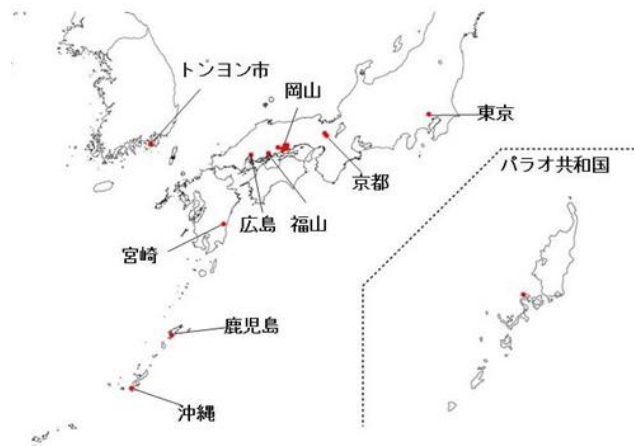 トンヨン市
岡山
東京
パラオ共和国
京都
広島
福山
宮崎
鹿児島
沖縄